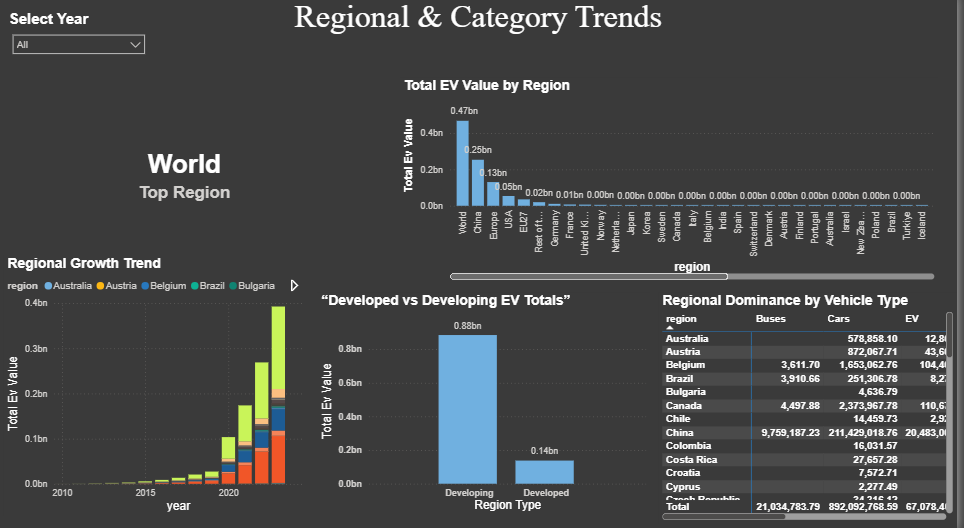 Select Year
All
Regional & Category Trends
Total EV Value by Region
Total Ev Value
0.4bn
0.2bn
0.0bn
0.47bn
0.25bn
0.13bn
0.05bn
0.02bn
0.01bn
0.00bn
0.00bn
0.00bn
0.00bn
0.00bn
0.00bn
0.00bn
0.00bn
0.00bn
0.00bn
0.00bn
World
China
Europe
USA
EU27
Rest of t...
Germany
France
United Ki...
Norway
Netherla...
Japan
Korea
Sweden
Canada
Italy
Belgium
India
Spain
Switzerland
Denmark
Austria
Finland
Portugal
Australia
Israel
New Zea...
Poland
Brazil
Turkiye
Iceland
region
World
Top Region
Regional Growth Trend
region Australia Austria Belgium Brazil Bulgaria
Total Ev Value
0.4bn
0.3bn
0.2bn
0.1bn
0.0bn
2010 2015 2020
year
“Developed vs Developing EV Totals”
Total Ev Value
0.8bn
0.6bn
0.4bn
0.2bn
0.0bn
0.88bn
0.14bn
Developing Developed
Region Type
Regional Dominance by Vehicle Type
region Buses Cars EV
Australia 578,858.10 12,8
Austria 872,067.71 43,6
Belgium 3,611.70 1,653,062.76 104,4
Brazil 3,910.66 251,306.78 8,2
Bulgaria 4,636.79
Canada 4,497.88 2,373,967.78 110,6
Chile 14,459.73 2,9
China 9,759,187.23 211,429,018.76 20,483,0
Colombia 16,031.57
Costa Rica 27,657.28
Croatia 7,572.71
Cyprus 2,277.49
Czech Republic
Total 21,034,783.79 892,092,768.59 67,078,4